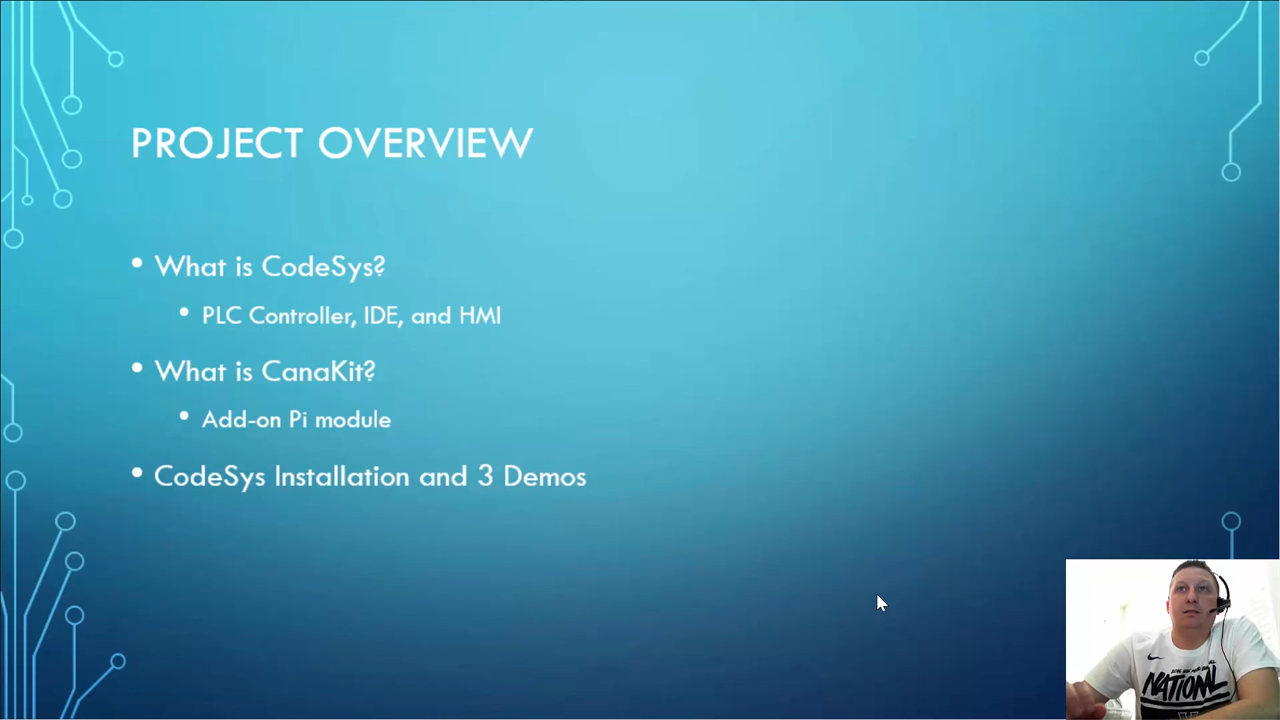 PROJECT OVERVIEW
• What is CodeSys?
• PLC Controller, IDE, and HMI
• What is CanaKit?
• Add-on Pi module
• CodeSys Installation and 3 Demos
NATIONAL